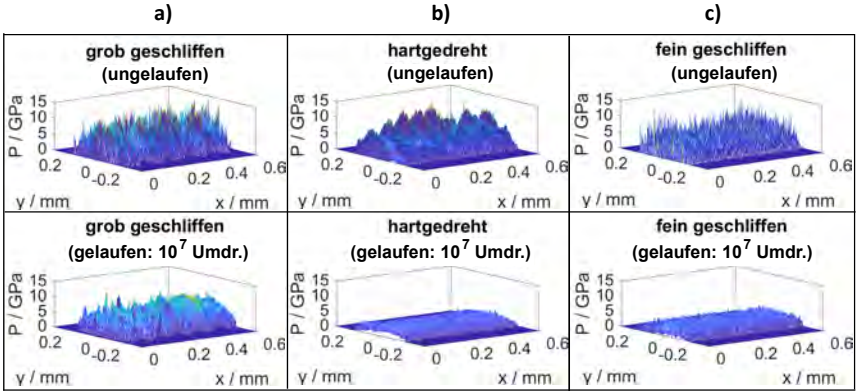 a) b) c)
grob geschliffen
(ungelaufen)
P / GPa
15
10
5
0
0.2
0
-0.2
y / mm
0
0.2
0.4
0.6
x / mm
hartgedreht
(ungelaufen)
P / GPa
15
10
5
0
0.2
0
-0.2
y / mm
0
0.2
0.4
0.6
x / mm
fein geschliffen
(ungelaufen)
P / GPa
15
10
5
0
0.2
0
-0.2
y / mm
0
0.2
0.4
0.6
x / mm
grob geschliffen
(gelaufen: 10⁷ Umdr.)
P / GPa
15
10
5
0
0.2
0
-0.2
y / mm
0
0.2
0.4
0.6
x / mm
hartgedreht
(gelaufen: 10⁷ Umdr.)
P / GPa
15
10
5
0
0.2
0
-0.2
y / mm
0
0.2
0.4
0.6
x / mm
fein geschliffen
(gelaufen: 10⁷ Umdr.)
P / GPa
15
10
5
0
0.2
0
-0.2
y / mm
0
0.2
0.4
0.6
x / mm